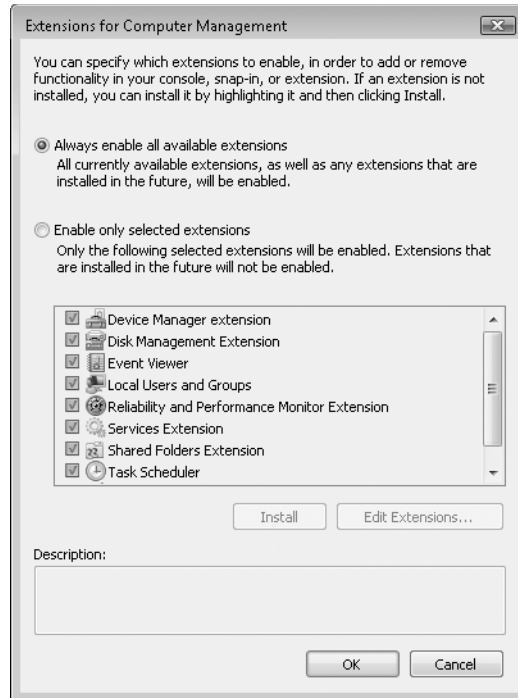 Extensions for Computer Management
You can specify which extensions to enable, in order to add or remove
functionality in your console, snap-in, or extension. If an extension is not
installed, you can install it by highlighting it and then clicking Install.
Always enable all available extensions
All currently available extensions, as well as any extensions that are
installed in the future, will be enabled.
Enable only selected extensions
Only the following selected extensions will be enabled. Extensions that
are installed in the future will not be enabled.
Device Manager extension
Disk Management Extension
Event Viewer
Local Users and Groups
Reliability and Performance Monitor Extension
Services Extension
Shared Folders Extension
Task Scheduler
Install
Edit Extensions...
Description:
OK
Cancel